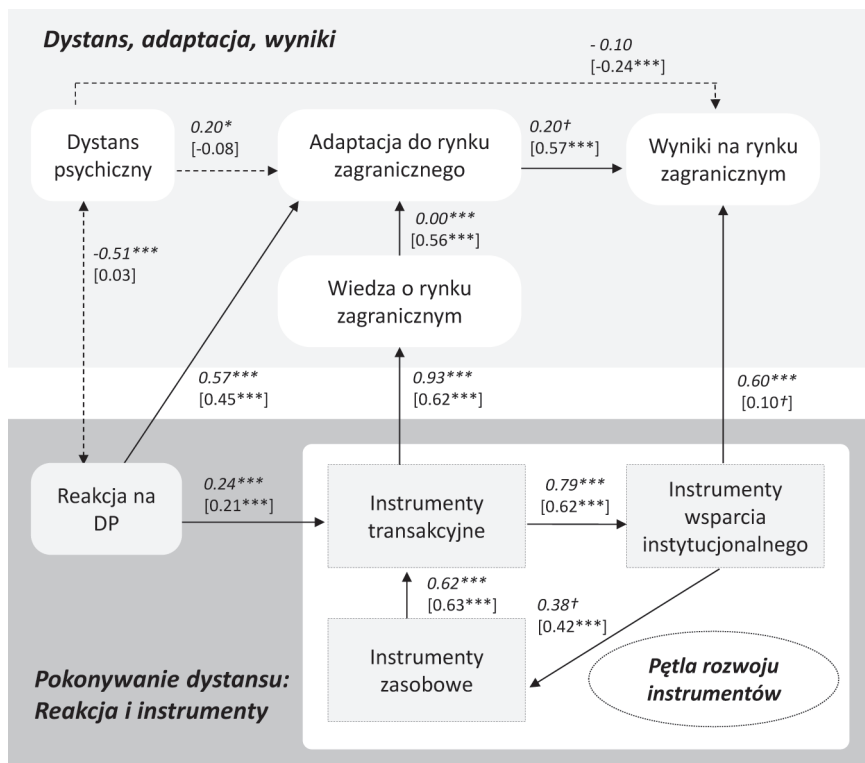 Dystans, adaptacja, wyniki
- 0.10
[-0.24***]
Dystans
psychiczny
0.20*
[-0.08]
Adaptacja do rynku
zagranicznego
0.20†
[0.57***]
Wyniki na rynku
zagranicznym
-0.51***
[0.03]
0.00***
[0.56***]
Wiedza o rynku
zagranicznym
0.57***
[0.45***]
0.93***
[0.62***]
0.60***
[0.10†]
Reakcja na
DP
0.24***
[0.21***]
Instrumenty
transakcyjne
0.79***
[0.62***]
Instrumenty
wsparcia
instytucjonalnego
0.62***
[0.63***]
0.38†
[0.42***]
Instrumenty
zasobowe
Pętla rozwoju
instrumentów
Pokonywanie dystansu:
Reakcja i instrumenty